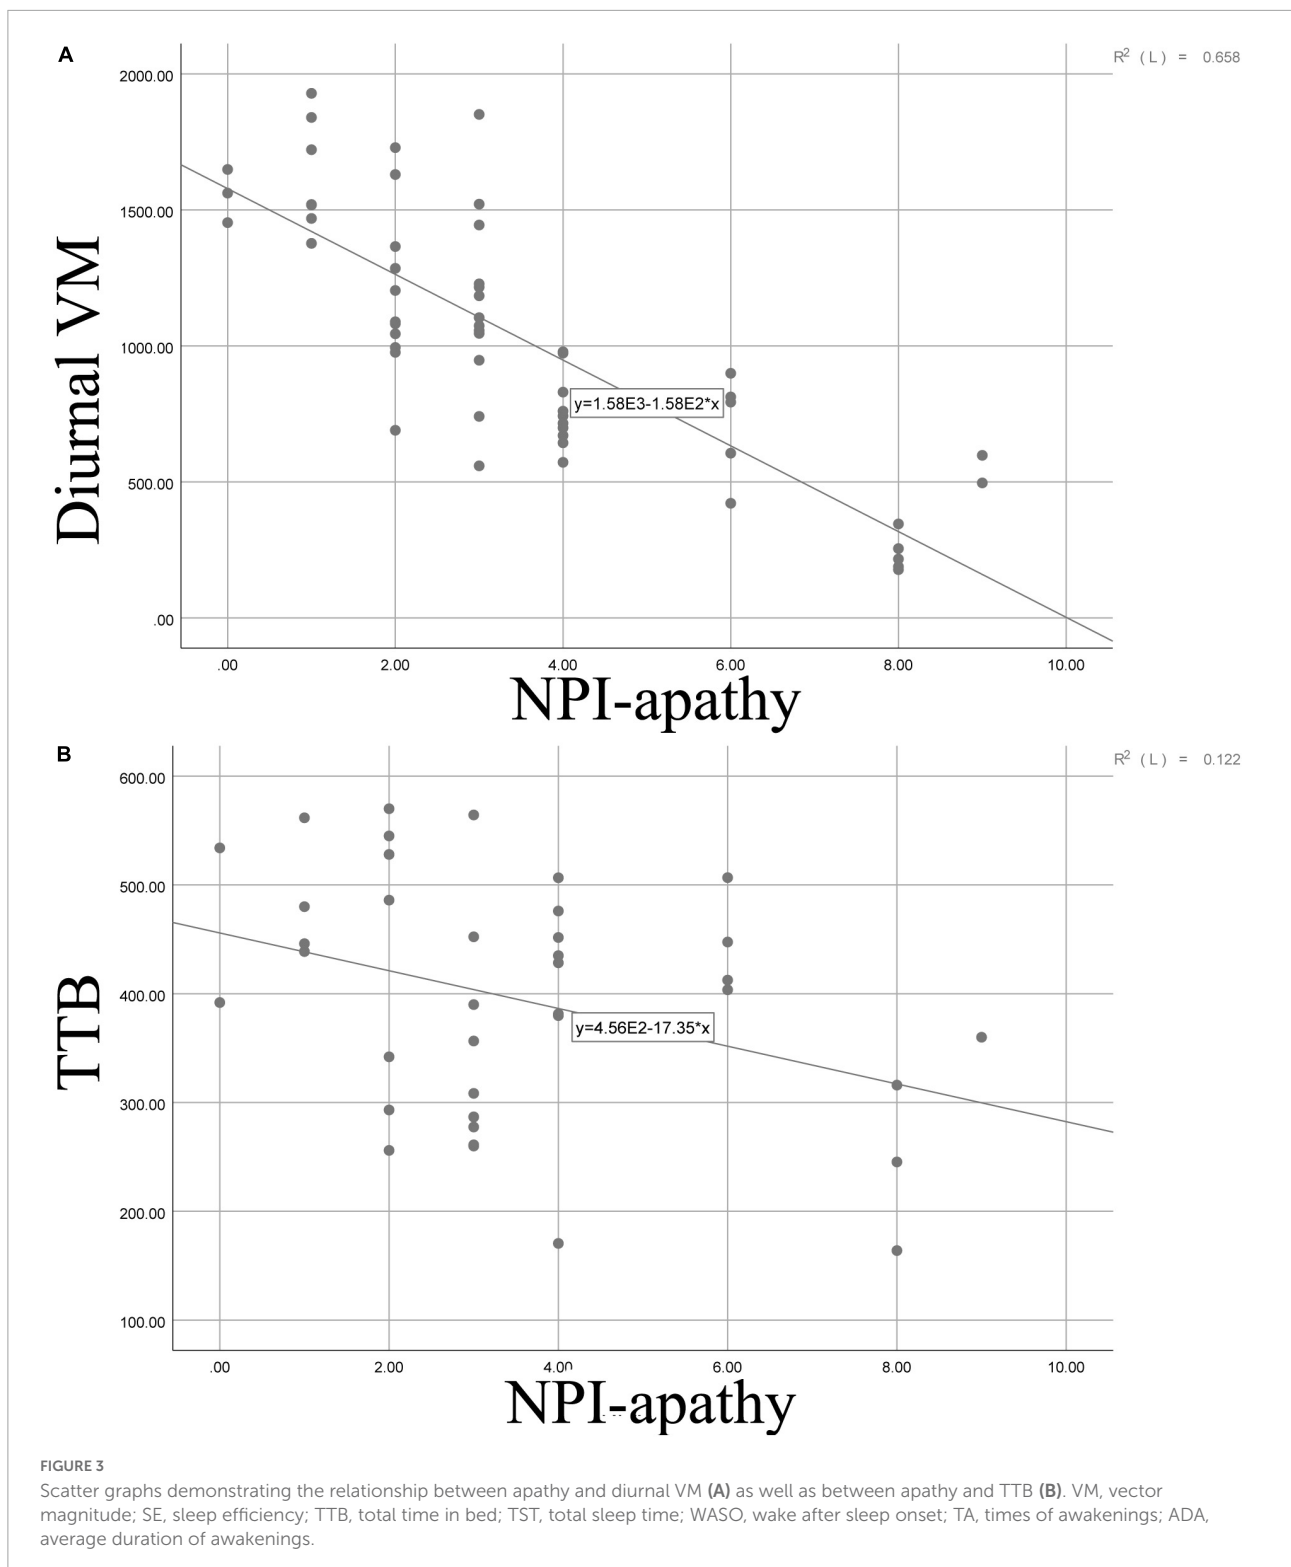 A
R2 (L) = 0.658
2000.00
1500.00
1000.00
y=1.58E3-1.58E2*x
500.00
.00
Diurnal VM
.00 2.00 4.00 6.00 8.00 10.00
NPI-apathy
B
R2 (L) = 0.122
600.00
500.00
400.00
y=4.56E2-17.35*x
300.00
200.00
100.00
TTB
.00 2.00 4.00 6.00 8.00 10.00
NPI-apathy
FIGURE 3
Scatter graphs demonstrating the relationship between apathy and diurnal VM (A) as well as between apathy and TTB (B). VM, vector
magnitude; SE, sleep efficiency; TTB, total time in bed; TST, total sleep time; WASO, wake after sleep onset; TA, times of awakenings; ADA,
average duration of awakenings.